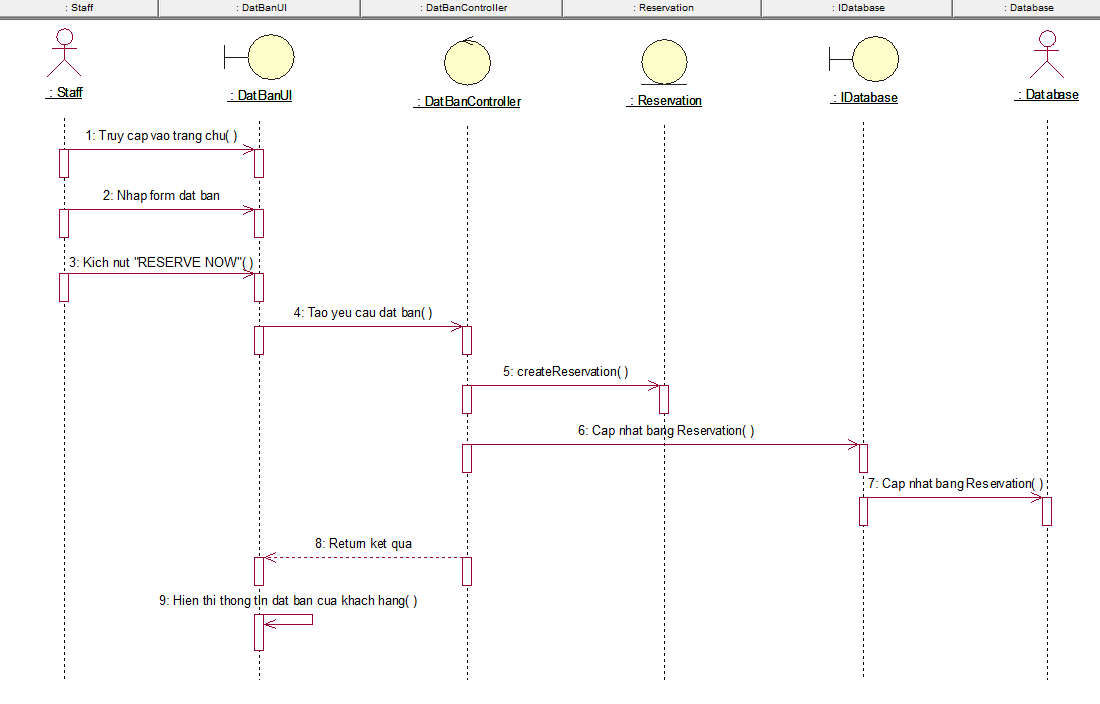 : Staff
: DatBanUI
: DatBanController
: Reservation
: IDatabase
: Database
: Staff
: DatBanUI
: DatBanController
: Reservation
: IDatabase
: Database
1: Truy cap vao trang chu( )
2: Nhap form dat ban
3: Kich nut "RESERVE NOW"( )
4: Tao yeu cau dat ban( )
5: createReservation( )
6: Cap nhat bang Reservation( )
7: Cap nhat bang Reservation( )
8: Return ket qua
9: Hien thi thong tIn dat ban cua khach hang( )